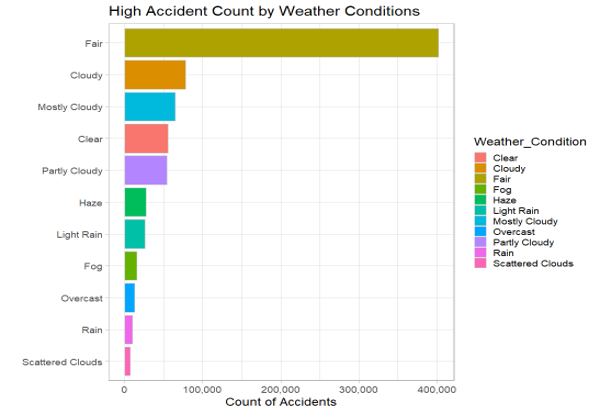 High Accident Count by Weather Conditions
Fair
Cloudy
Mostly Cloudy
Clear
Partly Cloudy
Haze
Light Rain
Fog
Overcast
Rain
Scattered Clouds
0 100,000 200,000 300,000 400,000
Count of Accidents
Weather_Condition
Clear
Cloudy
Fair
Fog
Haze
Light Rain
Mostly Cloudy
Overcast
Partly Cloudy
Rain
Scattered Clouds